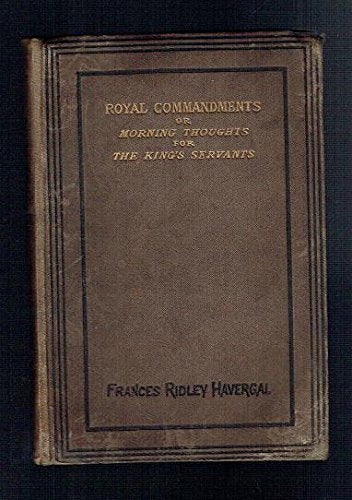 ROYAL COMMANDMENTS
OR
MORNING THOUGHTS
FOR
THE KING'S SERVANTS
FRANCES RIDLEY HAVERGAL